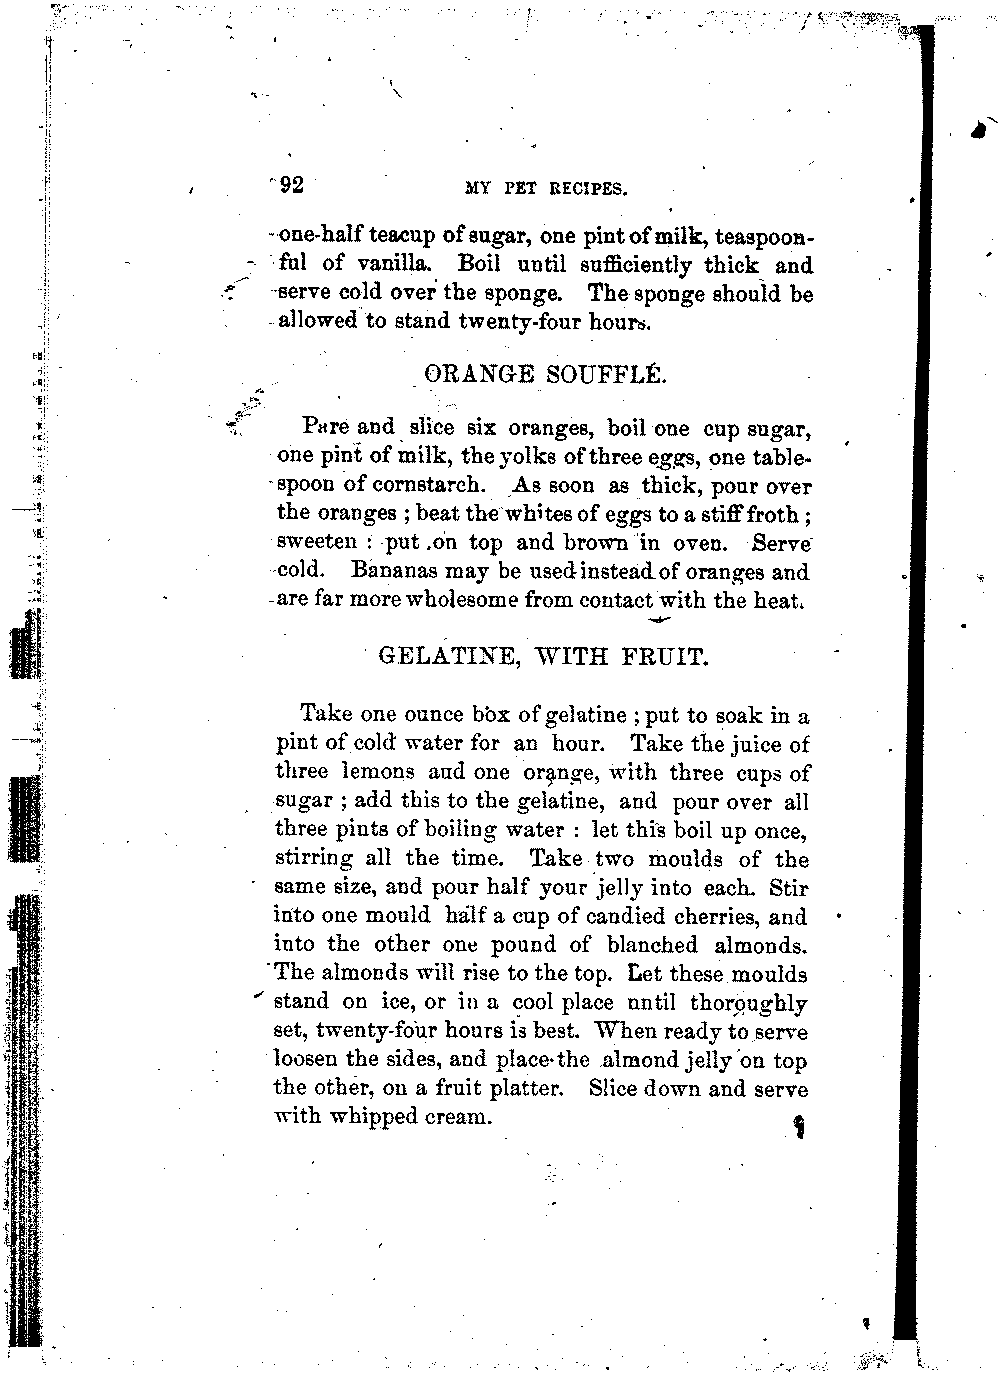 92 MY PET RECIPES.
one-half teacup of sugar, one pint of milk, teaspoon-
ful of vanilla. Boil until sufficiently thick and
serve cold over the sponge. The sponge should be
allowed to stand twenty-four hours.
ORANGE SOUFFLÉ.
Pare and slice six oranges, boil one cup sugar,
one pint of milk, the yolks of three eggs, one table-
spoon of cornstarch. As soon as thick, pour over
the oranges ; beat the whites of eggs to a stiff froth ;
sweeten : put on top and brown in oven. Serve
cold. Bananas may be used instead of oranges and
are far more wholesome from contact with the heat.
GELATINE, WITH FRUIT.
Take one ounce box of gelatine ; put to soak in a
pint of cold water for an hour. Take the juice of
three lemons and one orange, with three cups of
sugar ; add this to the gelatine, and pour over all
three pints of boiling water : let this boil up once,
stirring all the time. Take two moulds of the
same size, and pour half your jelly into each. Stir
into one mould half a cup of candied cherries, and
into the other one pound of blanched almonds.
The almonds will rise to the top. Let these moulds
stand on ice, or in a cool place until thoroughly
set, twenty-four hours is best. When ready to serve
loosen the sides, and place the almond jelly on top
the other, on a fruit platter. Slice down and serve
with whipped cream.